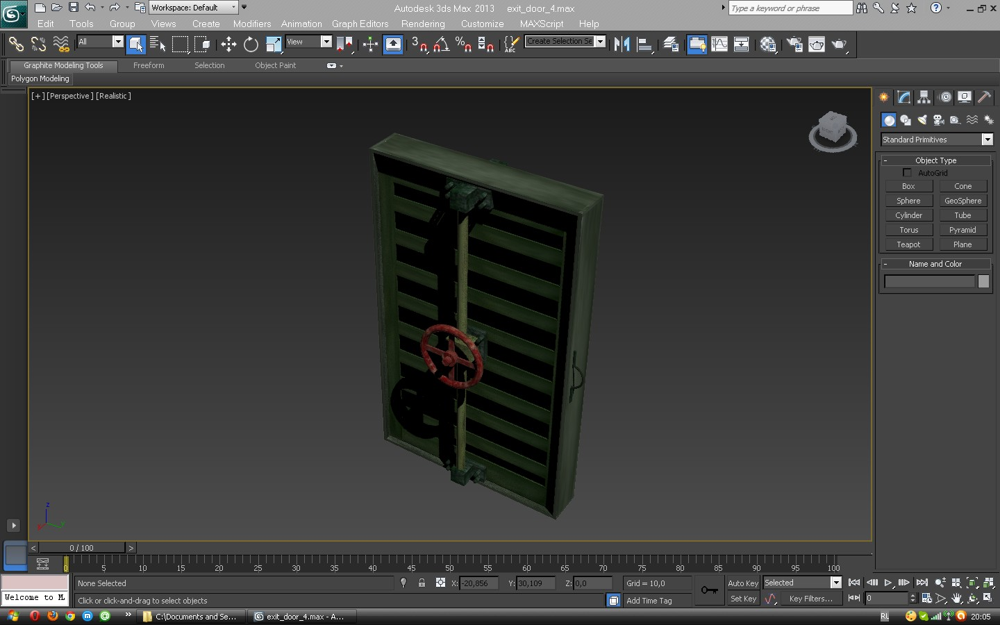 Workspace: Default
Autodesk 3ds Max 2013 exit_door_4.max
Type a keyword or phrase
Edit Tools Group Views Create Modifiers Animation Graph Editors Rendering Customize MAXScript Help
All
View
3
%
ABC
Create Selection Se
Graphite Modeling Tools Freeform Selection Object Paint
Polygon Modeling
[+] [Perspective] [Realistic]
Standard Primitives
- Object Type
AutoGrid
Box Cone
Sphere GeoSphere
Cylinder Tube
Torus Pyramid
Teapot Plane
- Name and Color
z
< 0 / 100 >
0 5 10 15 20 25 30 35 40 45 50 55 60 65 70 75 80 85 90 95 100
None Selected X: -20,856 Y: 30,109 Z: 0,0 Grid = 10,0 Auto Key Selected
Welcome to M
Click or click-and-drag to select objects Add Time Tag Set Key Key Filters... 0
C:\Documents and Se... exit_door_4.max - A... RL 20:05